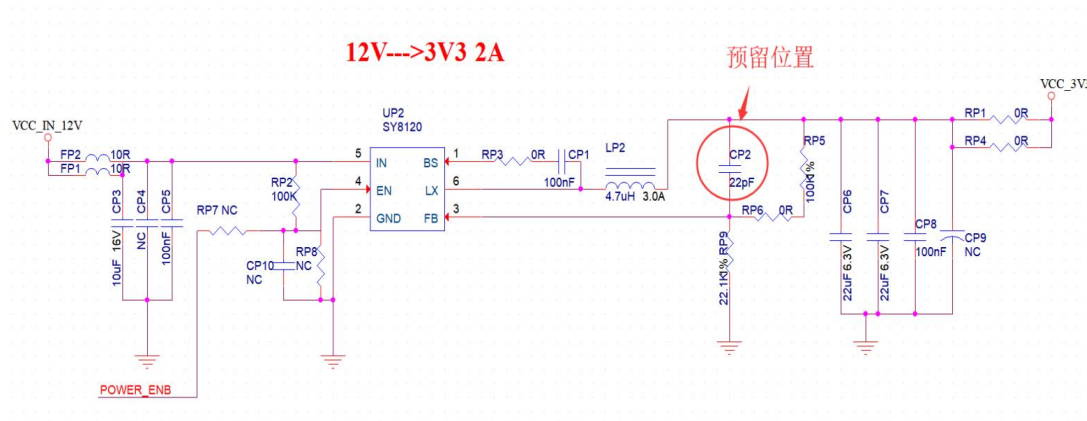 12V--->3V3 2A
预留位置
VCC_3V3
VCC_IN_12V
UP2
SY8120
RP1 0R
FP2 10R
FP1 10R
5 IN BS 1
RP3 0R
CP1
100nF
LP2
4.7uH 3.0A
CP2
22pF
RP5
100K1%
RP4 0R
4 EN LX 6
2 GND FB 3
RP2
100K
CP3
10uF 16V
CP4
NC
CP5
100nF
RP7 NC
RP6 0R
RP8
NC
CP10
NC
RP9
22.1K1%
CP6
22uF 6.3V
CP7
22uF 6.3V
CP8
100nF
CP9
NC
POWER_ENB